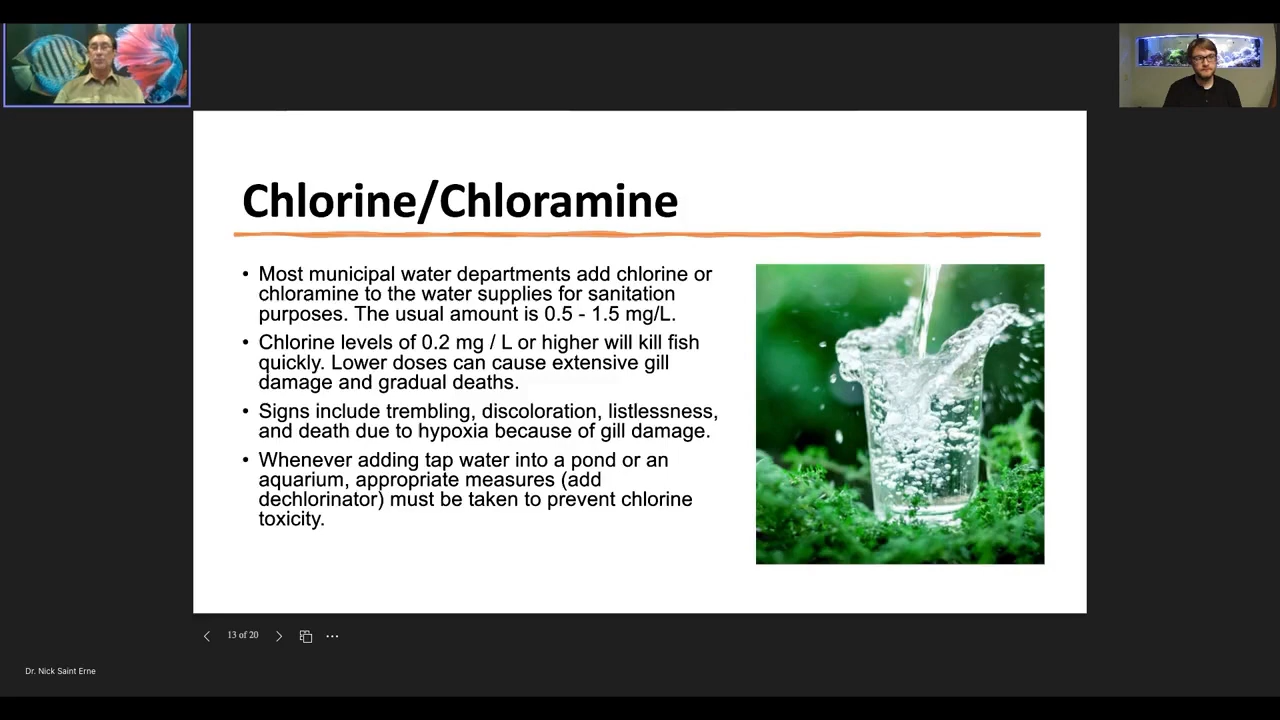 Chlorine/Chloramine
• Most municipal water departments add chlorine or
chloramine to the water supplies for sanitation
purposes. The usual amount is 0.5 - 1.5 mg/L.
• Chlorine levels of 0.2 mg / L or higher will kill fish
quickly. Lower doses can cause extensive gill
damage and gradual deaths.
• Signs include trembling, discoloration, listlessness,
and death due to hypoxia because of gill damage.
• Whenever adding tap water into a pond or an
aquarium, appropriate measures (add
dechlorinator) must be taken to prevent chlorine
toxicity.
13 of 20
Dr. Nick Saint Erne